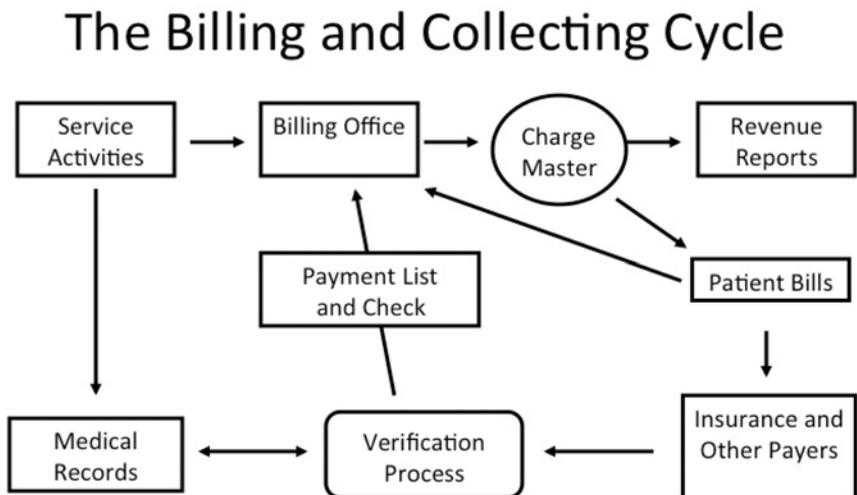 The Billing and Collecting Cycle
Service
Activities
Billing Office
Charge
Master
Revenue
Reports
Payment List
and Check
Patient Bills
Medical
Records
Verification
Process
Insurance and
Other Payers